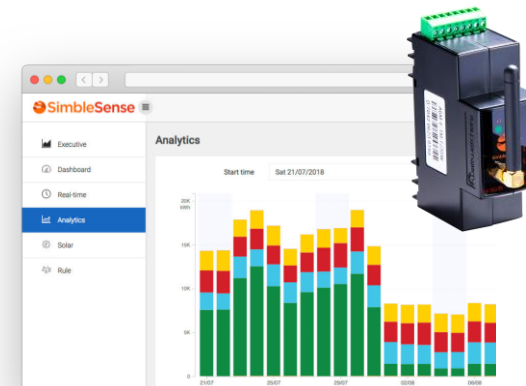 SimbleSense
Executive
Analytics
Dashboard
Start time Sat 21/07/2018
Real-time
Analytics
Solar
Rule
20K
kWh
15K
10K
5K
0
21/07 25/07 29/07 02/08 06/08